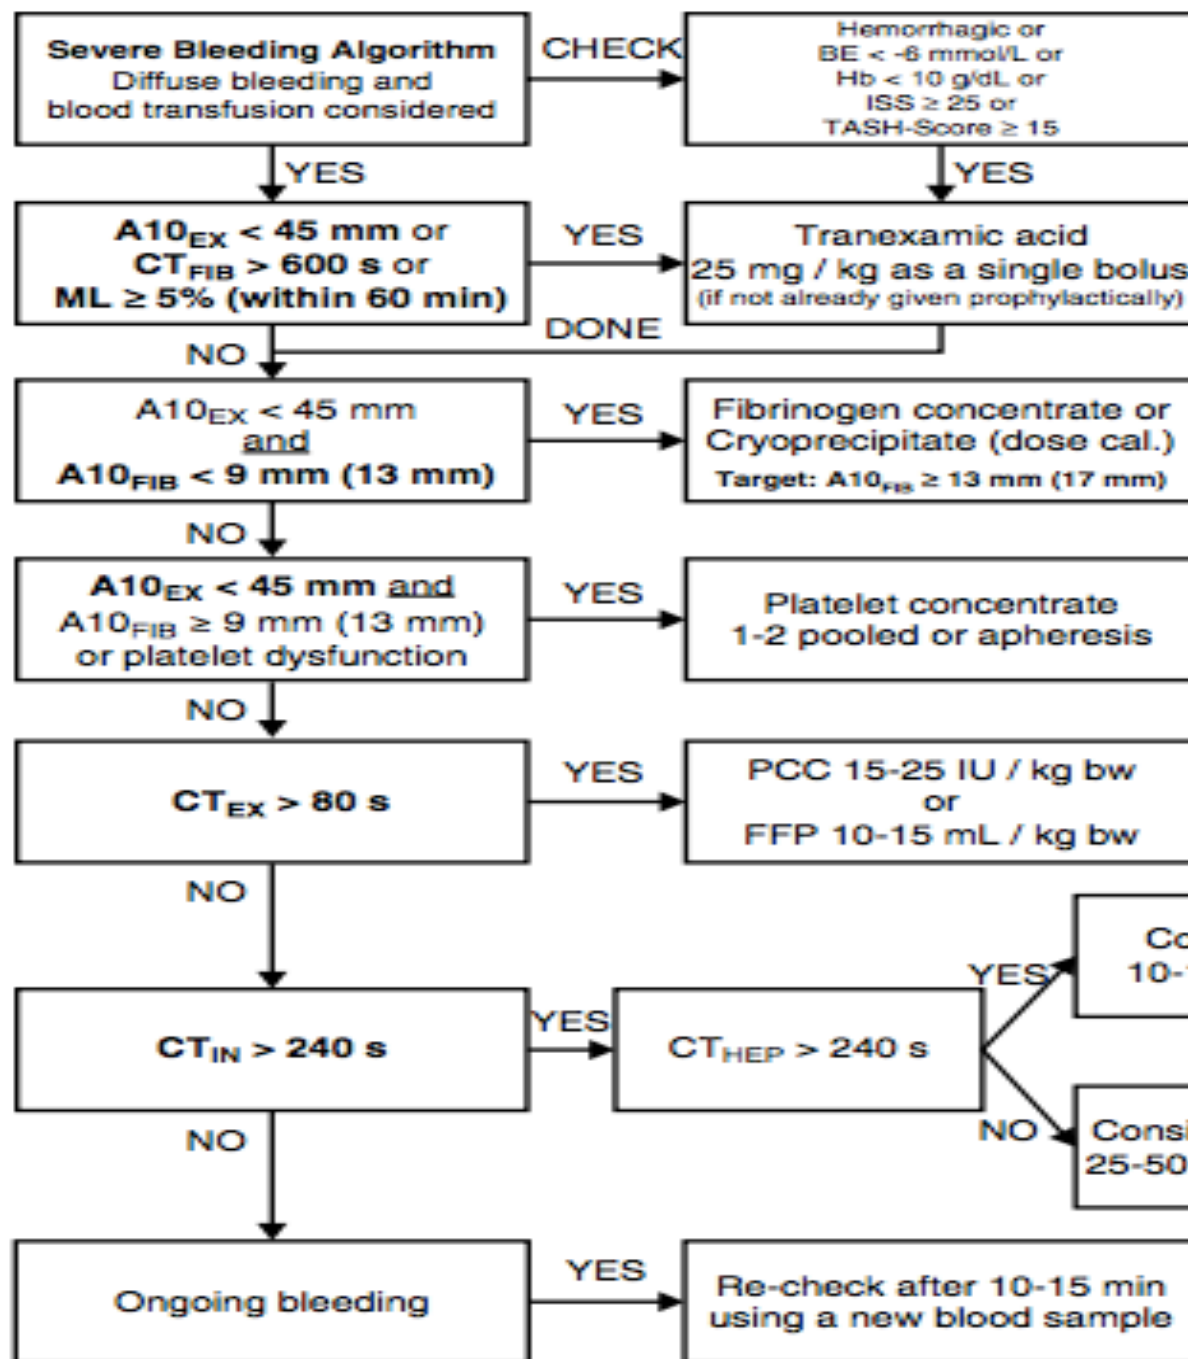 Severe Bleeding Algorithm
Diffuse bleeding and
blood transfusion considered
CHECK
Hemorrhagic or
BE < -6 mmol/L or
Hb < 10 g/dL or
ISS ≥ 25 or
TASH-Score ≥ 15
YES
YES
A10EX < 45 mm or
CTFIB > 600 s or
ML ≥ 5% (within 60 min)
YES
Tranexamic acid
25 mg / kg as a single bolus
(if not already given prophylactically)
NO
DONE
A10EX < 45 mm
and
A10FIB < 9 mm (13 mm)
YES
Fibrinogen concentrate or
Cryoprecipitate (dose cal.)
Target: A10FIB ≥ 13 mm (17 mm)
NO
A10EX < 45 mm and
A10FIB ≥ 9 mm (13 mm)
or platelet dysfunction
YES
Platelet concentrate
1-2 pooled or apheresis
NO
CTEX > 80 s
YES
PCC 15-25 IU / kg bw
or
FFP 10-15 mL / kg bw
NO
CTIN > 240 s
YES
CTHEP > 240 s
YES
Co
10-1
NO
Consi
25-50
NO
Ongoing bleeding
YES
Re-check after 10-15 min
using a new blood sample